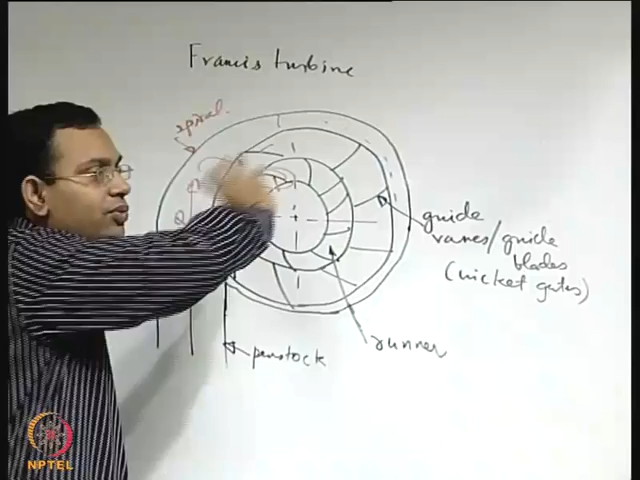 Francis turbine
spiral
Q
guide
vanes/guide
blades
(wicket gates)
runner
penstock
NPTEL